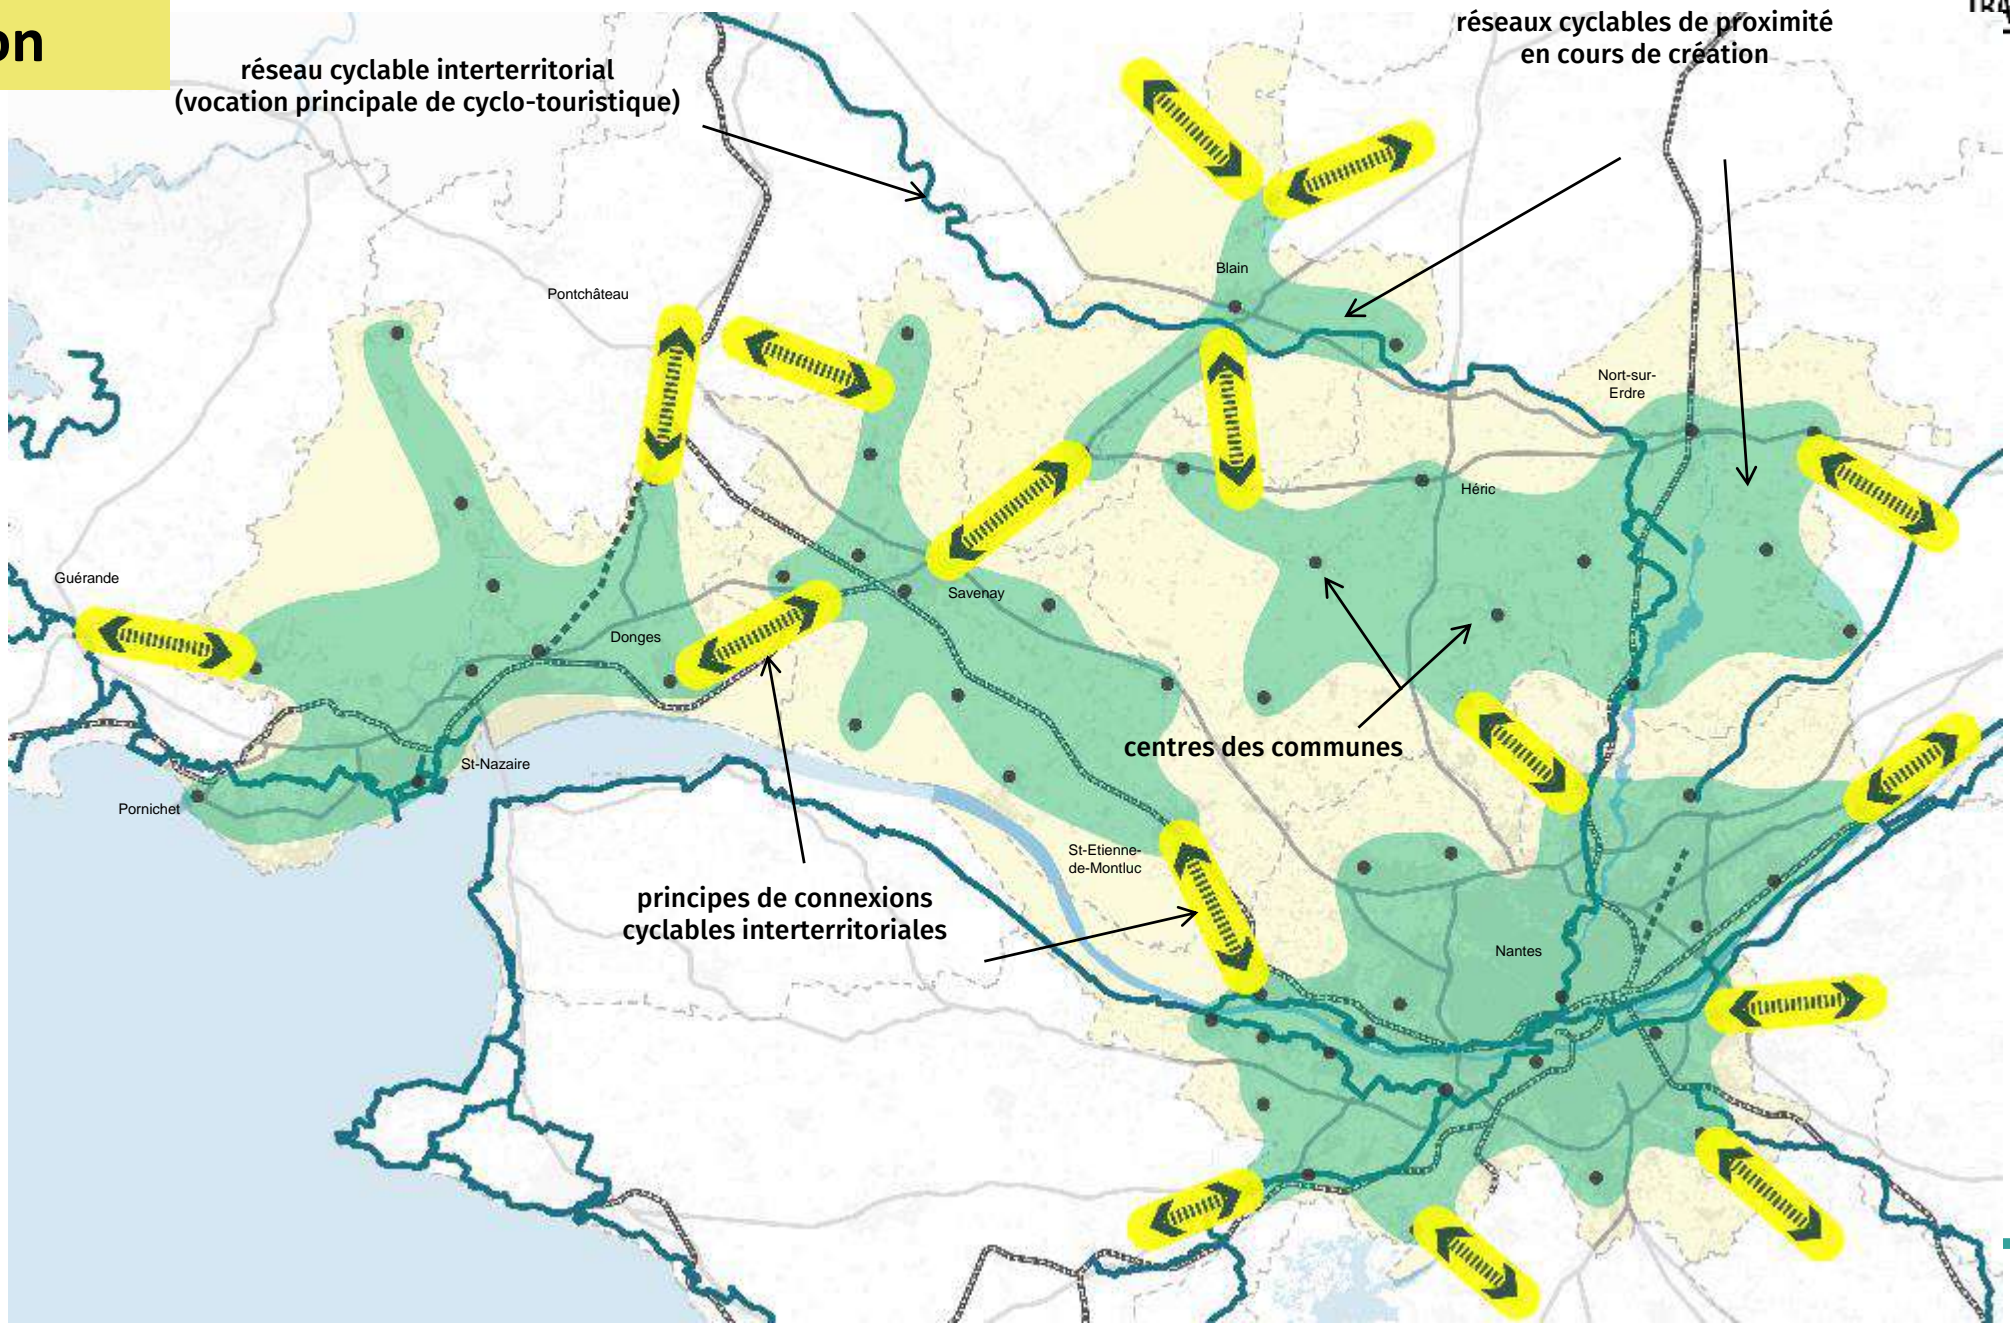 on
réseau cyclable interterritorial
(vocation principale de cyclo-touristique)
réseaux cyclables de proximité
en cours de création
Blain
Pontchâteau
Nort-sur-
Erdre
Héric
Guérande
Savenay
Donges
centres des communes
St-Nazaire
Pornichet
St-Etienne-
de-Montluc
principes de connexions
cyclables interterritoriales
Nantes